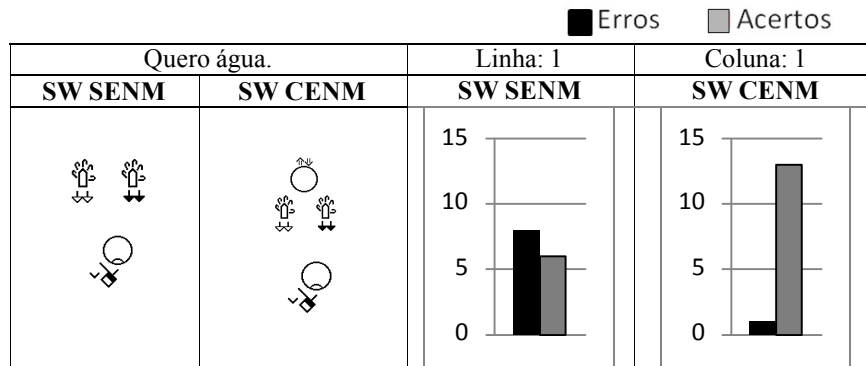 Erros Acertos
Quero água. Linha: 1 Coluna: 1
SW SENM SW CENM SW SENM SW CENM
15 15
10 10
5 5
0 0